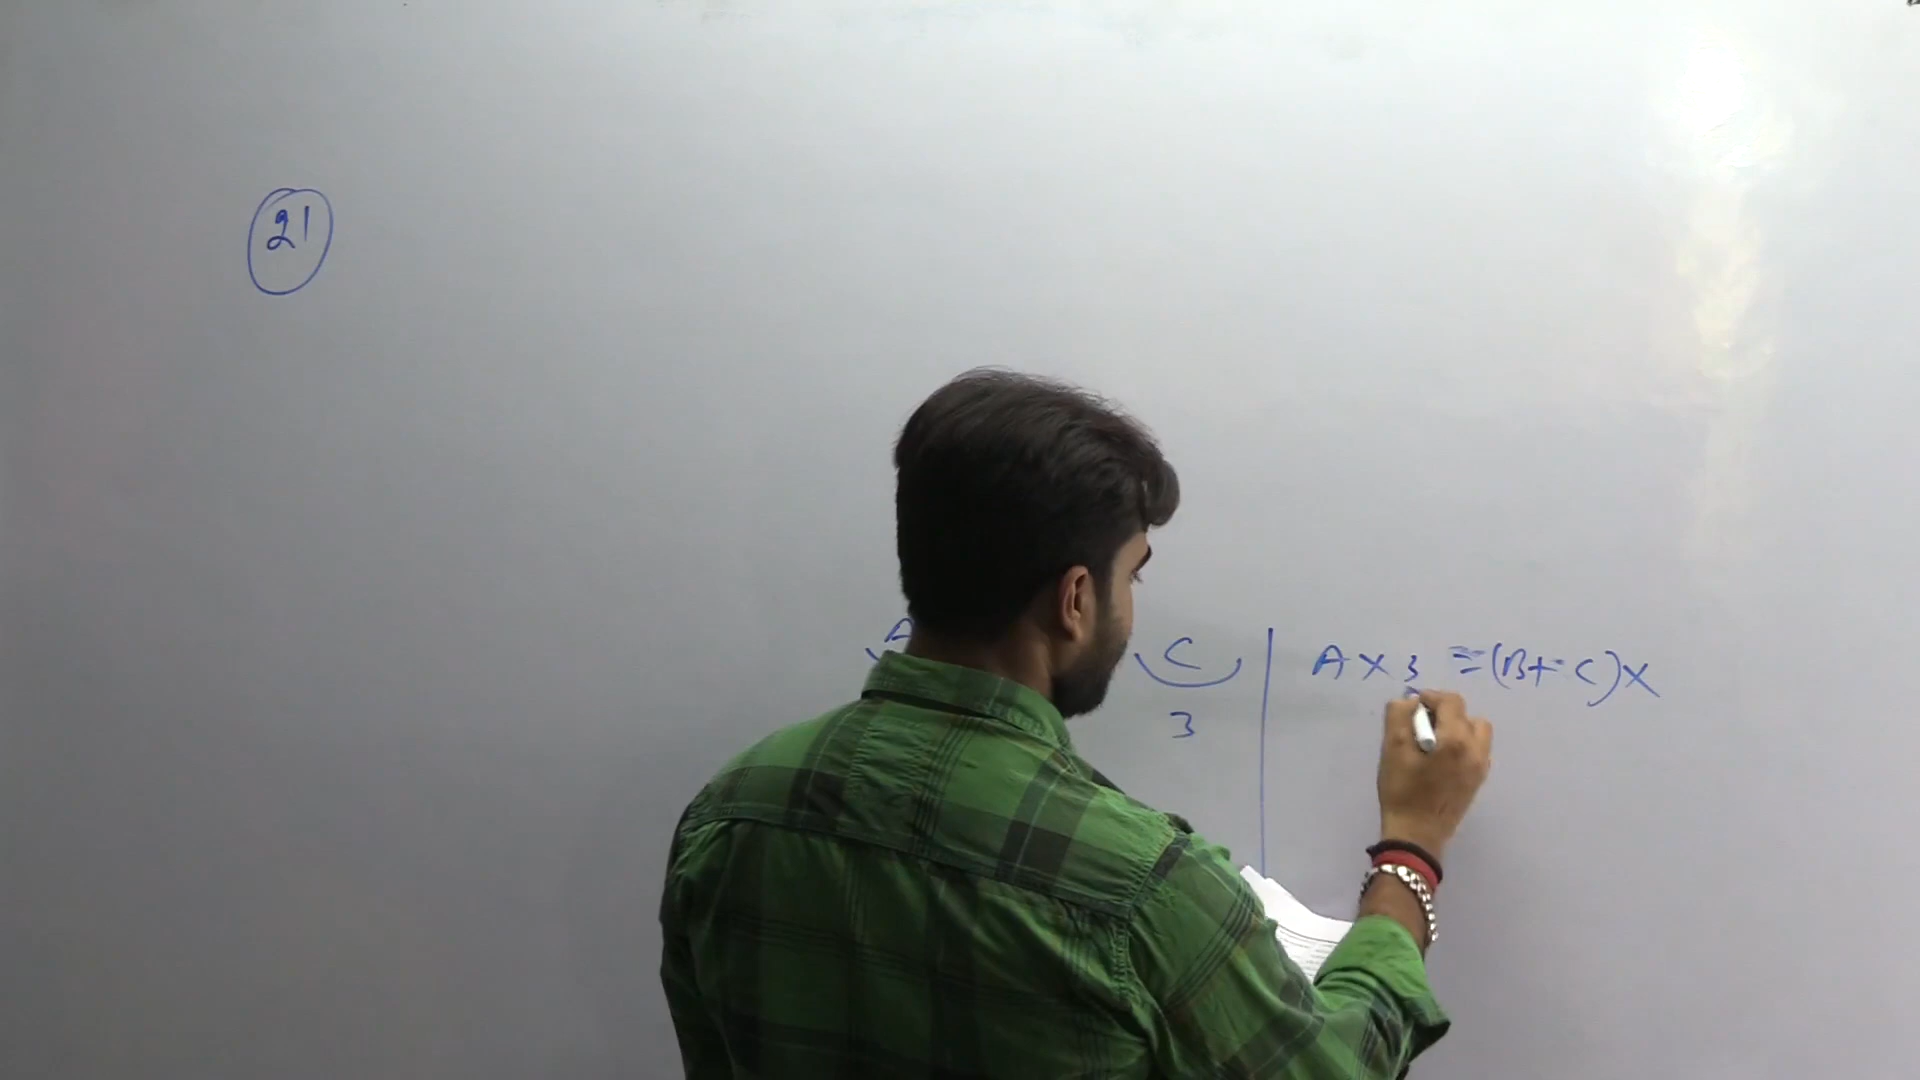 21
A C A X 3 = (B + C) X
3